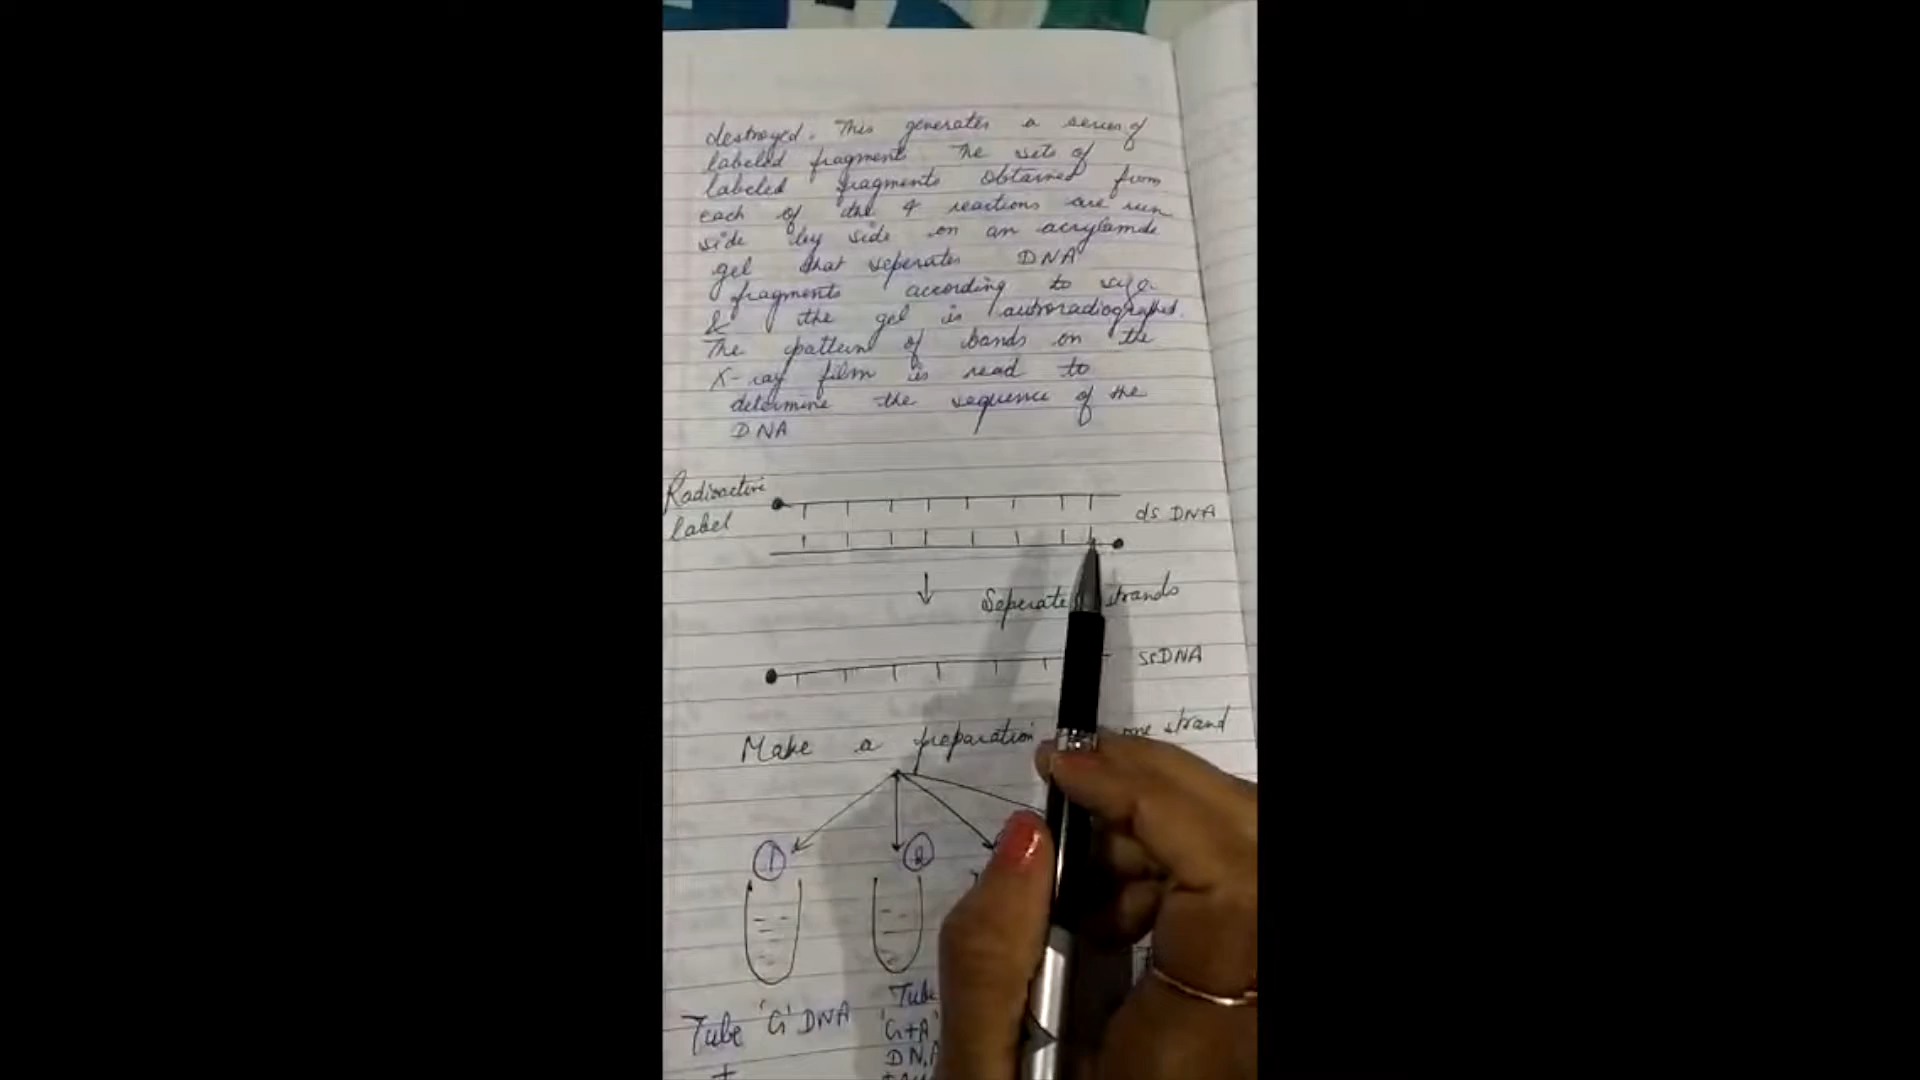 destroyed. This generates a series of
labeled fragment. The sets of
labeled fragments obtained from
each of the 4 reactions are run
side by side on an acrylamide
gel that seperates DNA
fragments according to size
& the gel is autoradiographed.
The pattern of bands on the
X-ray film is read to
determine the sequence of the
DNA
Radioactive
label
ds DNA
Seperate strands
ssDNA
Make a preparation one strand
1 2
Tube 'G' DNA
+
Tube
'G+A'
DNA